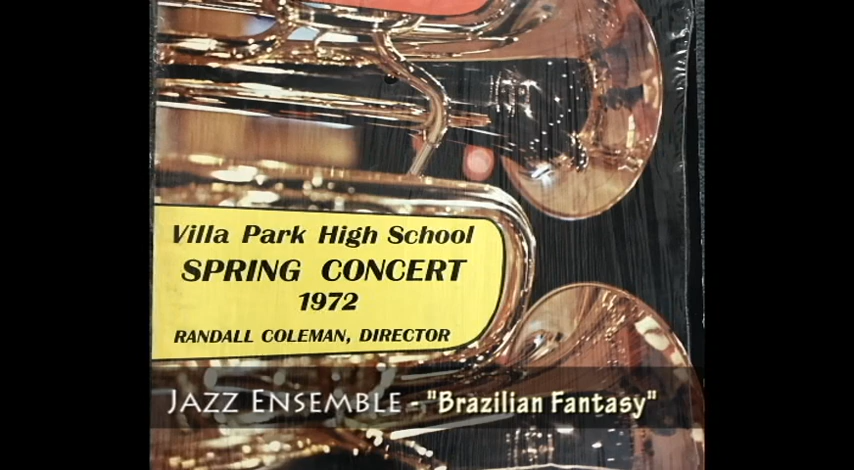 Villa Park High School
SPRING CONCERT
1972
RANDALL COLEMAN, DIRECTOR
JAZZ ENSEMBLE - "Brazilian Fantasy"